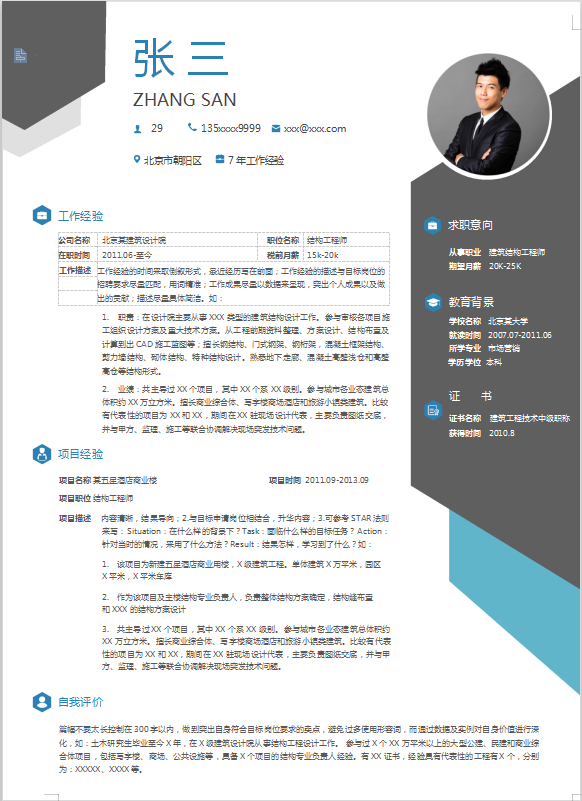 张 三
ZHANG SAN
29 135xxxx9999 xxx@xxx.com
北京市朝阳区 7年工作经验
工作经验
公司名称 北京某建筑设计院 职位名称 结构工程师
在职时间 2011.06-至今 税前月薪 15k-20k
工作描述 工作经验的时间采取倒叙形式，最近经历写在前面；工作经验的描述与目标岗位的
招聘要求尽量匹配，用词精准；工作成果尽量以数据来呈现，突出个人成果以及做
出的贡献；描述尽量具体简洁。如：
1. 职责：在设计院主要从事 XXX 类型的建筑结构设计工作。参与审核各项目施
工组织设计方案及重大技术方案。从工程前期资料整理、方案设计、结构布置及
计算到出 CAD 施工蓝图等；擅长钢结构、门式钢架、钢桁架，混凝土框架结构、
剪力墙结构、砌体结构、特种结构设计。熟悉地下走廊、混凝土高壁浅仓和高壁
高仓等结构形式。
2. 业绩：共主导过 XX 个项目，其中 XX 个系 XX 级别。参与城市各业态建筑总
体积约 XX 万立方米。擅长商业综合体、写字楼商场酒店和旅游小镇类建筑。比较
有代表性的项目为 XX 和 XX，期间在 XX 驻现场设计代表，主要负责图纸交底，
并与甲方、监理、施工等联合协调解决现场突发技术问题。
项目经验
项目名称 某五星酒店商业楼 项目时间 2011.09-2013.09
项目职位 结构工程师
项目描述 内容清晰，结果导向；2.与目标申请岗位相结合，升华内容；3.可参考 STAR 法则
来写：Situation：在什么样的背景下？Task：面临什么样的目标任务？Action：
针对当时的情况，采用了什么方法？Result：结果怎样，学习到了什么？如：
1. 该项目为新建五星酒店商业用楼，X 级建筑工程。单体建筑 X 万平米，园区
X 平米，X 平米车库
2. 作为该项目及主楼结构专业负责人，负责整体结构方案确定，结构缝布置
和 XXX 的结构方案设计
3. 共主导过 XX 个项目，其中 XX 个系 XX 级别。参与城市各业态建筑总体积约
XX 万立方米。擅长商业综合体、写字楼商场酒店和旅游小镇类建筑。比较有代表
性的项目为 XX 和 XX，期间在 XX 驻现场设计代表，主要负责图纸交底，并与甲
方、监理、施工等联合协调解决现场突发技术问题。
自我评价
篇幅不要太长控制在 300 字以内，做到突出自身符合目标岗位要求的卖点，避免过多使用形容词，而通过数据及实例对自身价值进行深
化，如：土木研究生毕业至今 X 年，在 X 级建筑设计院从事结构工程设计工作。 参与过 X 个 XX 万平米以上的大型公建、民建和商业综
合体项目，包括写字楼、商场、公共设施等，具备 X 个项目的结构专业负责人经验。有 XX 证书，经验具有代表性的工程有 X 个，分别
为：XXXXX、XXXX 等。
求职意向
从事职业 建筑结构工程师
期望月薪 20K-25K
教育背景
学校名称 北京某大学
就读时间 2007.07-2011.06
所学专业 市场营销
学历学位 本科
证 书
证书名称 建筑工程技术中级职称
获得时间 2010.8